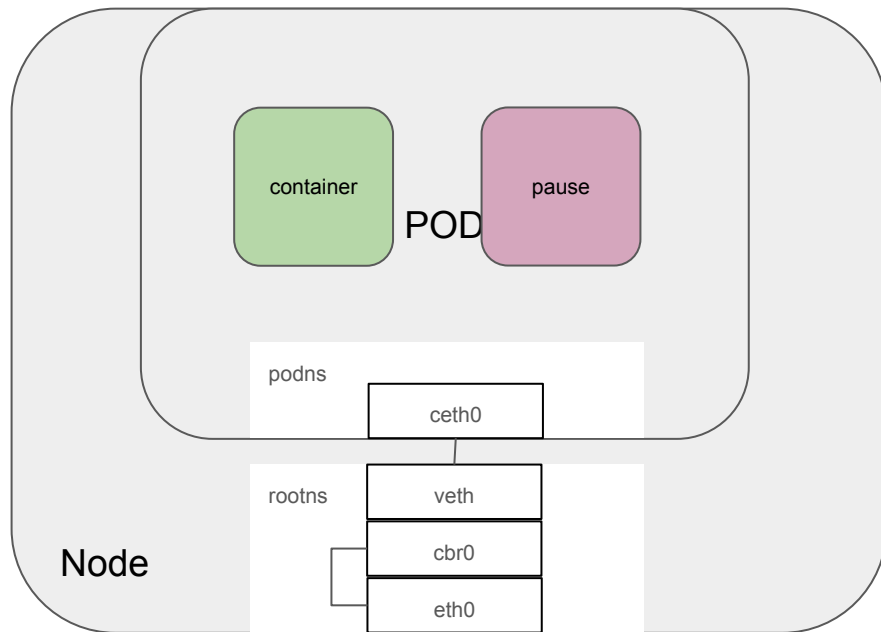 container
pause
POD
podns
ceth0
rootns
veth
cbr0
Node
eth0